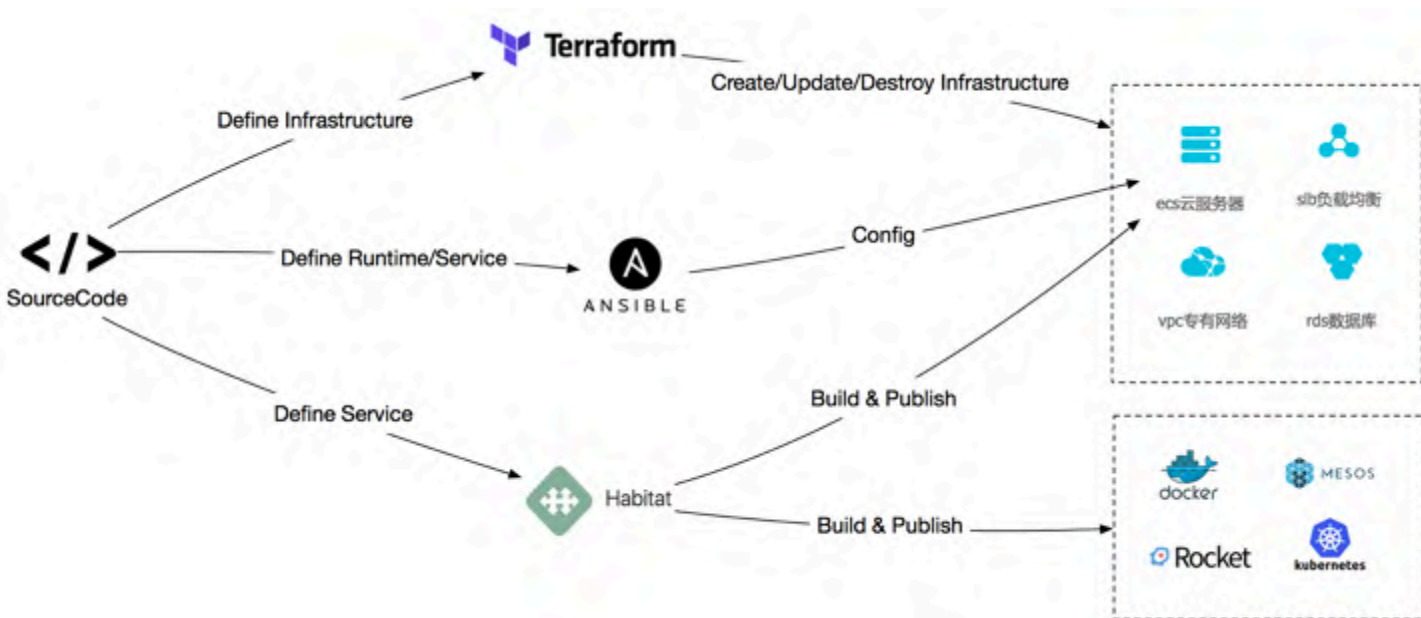 Terraform
Create/Update/Destroy Infrastructure
Define Infrastructure
ecs云服务器
slb负载均衡
Config
Define Runtime/Service
ANSIBLE
SourceCode
vpc专有网络
rds数据库
Build & Publish
Define Service
Habitat
docker
MESOS
Build & Publish
Rocket
kubernetes